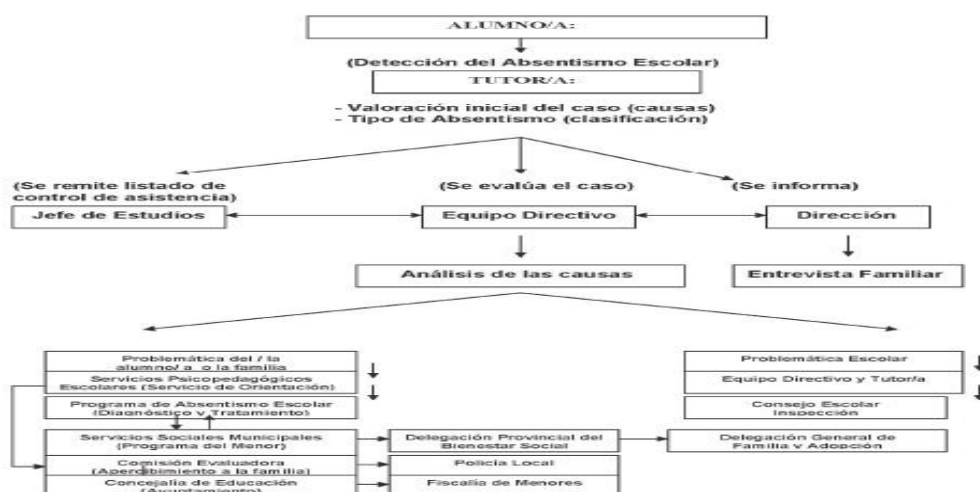 ALUMNO/A:
(Detección del Absentismo Escolar)
TUTOR/A:
- Valoración inicial del caso (causas)
- Tipo de Absentismo (clasificación)
(Se remite listado de
control de asistencia)
(Se evalúa el caso)
(Se informa)
Jefe de Estudios
Equipo Directivo
Dirección
Análisis de las causas
Entrevista Familiar
Problemática del / la
alumno/ a o la familia
Servicios Psicopedagógicos
Escolares (Servicio de Orientación)
Programa de Absentismo Escolar
(Diagnóstico y Tratamiento)
Problemática Escolar
Equipo Directivo y Tutor/a
Consejo Escolar
Inspección
Servicios Sociales Municipales
(Programa del Menor)
Delegación Provincial del
Bienestar Social
Delegación General de
Familia y Adopción
Comisión Evaluadora
(Apercibimiento a la familia)
Policía Local
Concejalía de Educación
(Ayuntamiento)
Fiscalía de Menores